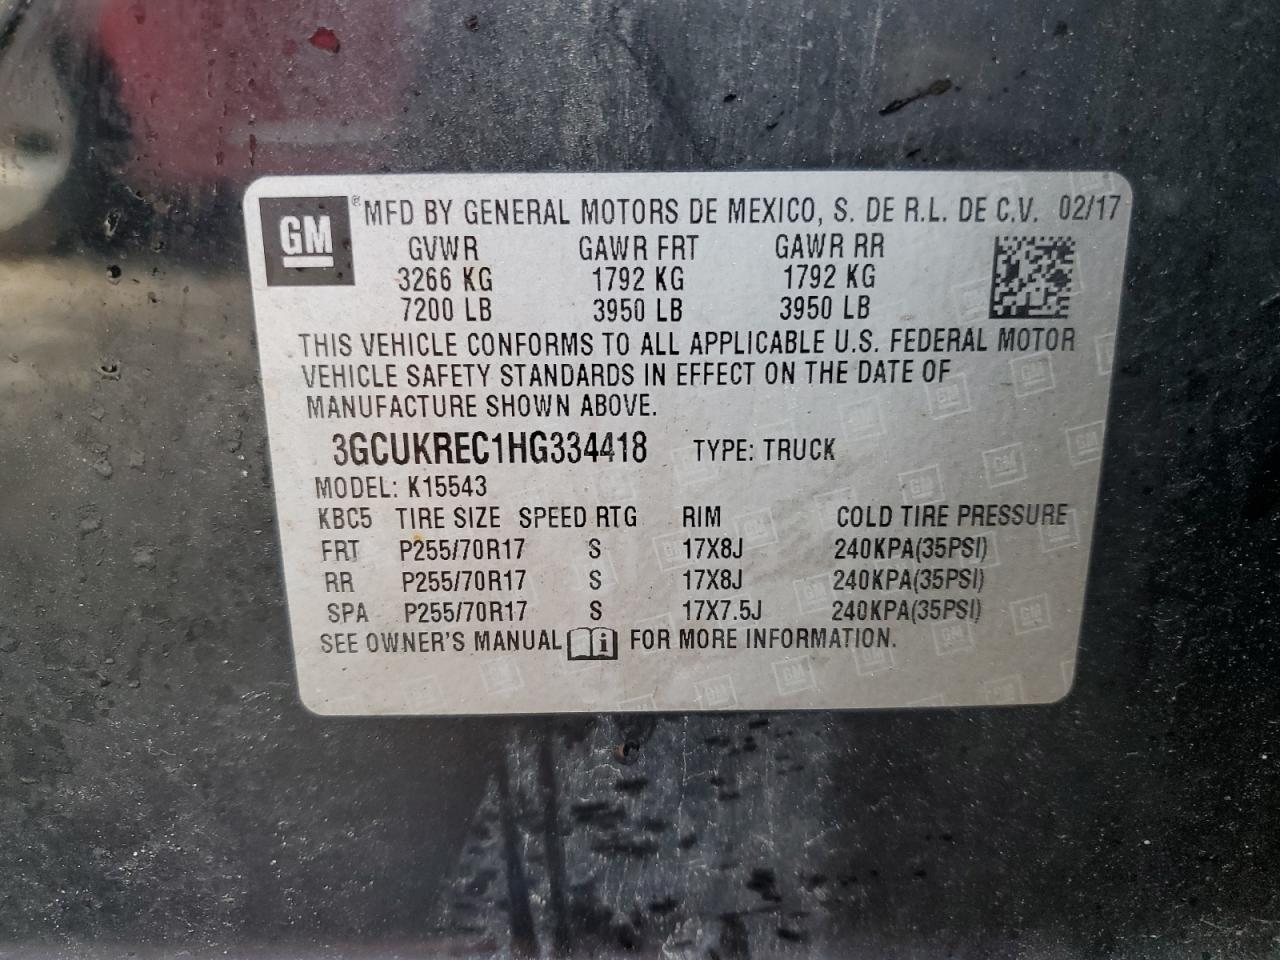 GM ® MFD BY GENERAL MOTORS DE MEXICO, S. DE R.L. DE C.V. 02/17
GVWR GAWR FRT GAWR RR
3266 KG 1792 KG 1792 KG
7200 LB 3950 LB 3950 LB
THIS VEHICLE CONFORMS TO ALL APPLICABLE U.S. FEDERAL MOTOR
VEHICLE SAFETY STANDARDS IN EFFECT ON THE DATE OF
MANUFACTURE SHOWN ABOVE.
3GCUKREC1HG334418 TYPE: TRUCK
MODEL: K15543
KBC5 TIRE SIZE SPEED RTG RIM COLD TIRE PRESSURE
FRT P255/70R17 S 17X8J 240KPA(35PSI)
RR P255/70R17 S 17X8J 240KPA(35PSI)
SPA P255/70R17 S 17X7.5J 240KPA(35PSI)
SEE OWNER'S MANUAL i FOR MORE INFORMATION.